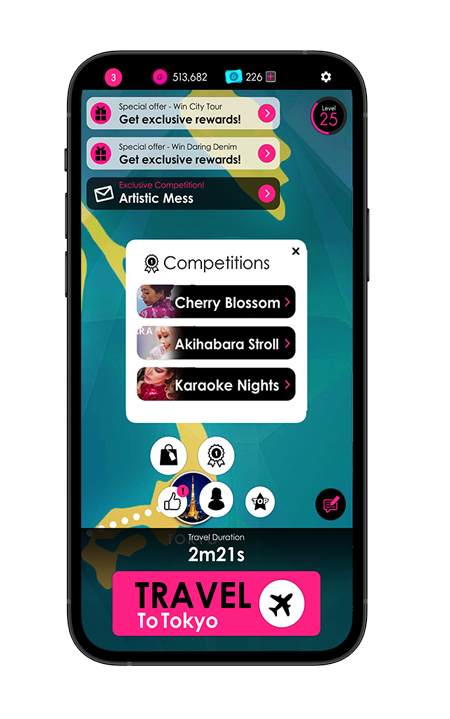 3
513,682
226
Special offer - Win City Tour
Get exclusive rewards!
Level
25
Special offer - Win Daring Denim
Get exclusive rewards!
Exclusive Competition!
Artistic Mess
Competitions
Cherry Blossom
Akihabara Stroll
Karaoke Nights
1
!
TOP
Travel Duration
TOKYO
2m21s
TRAVEL
To Tokyo